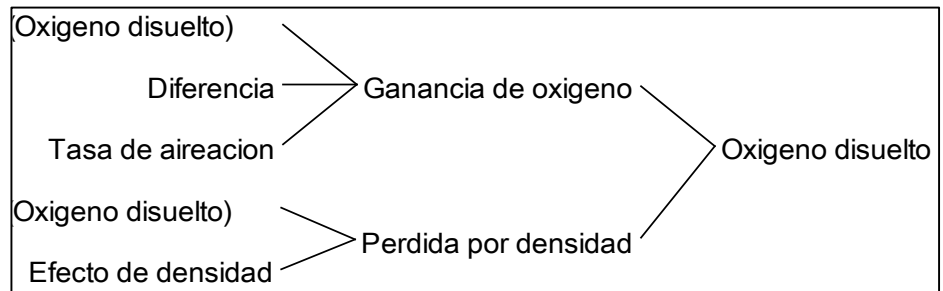 (Oxigeno disuelto)
Diferencia
Ganancia de oxigeno
Tasa de aireacion
Oxigeno disuelto
(Oxigeno disuelto)
Perdida por densidad
Efecto de densidad